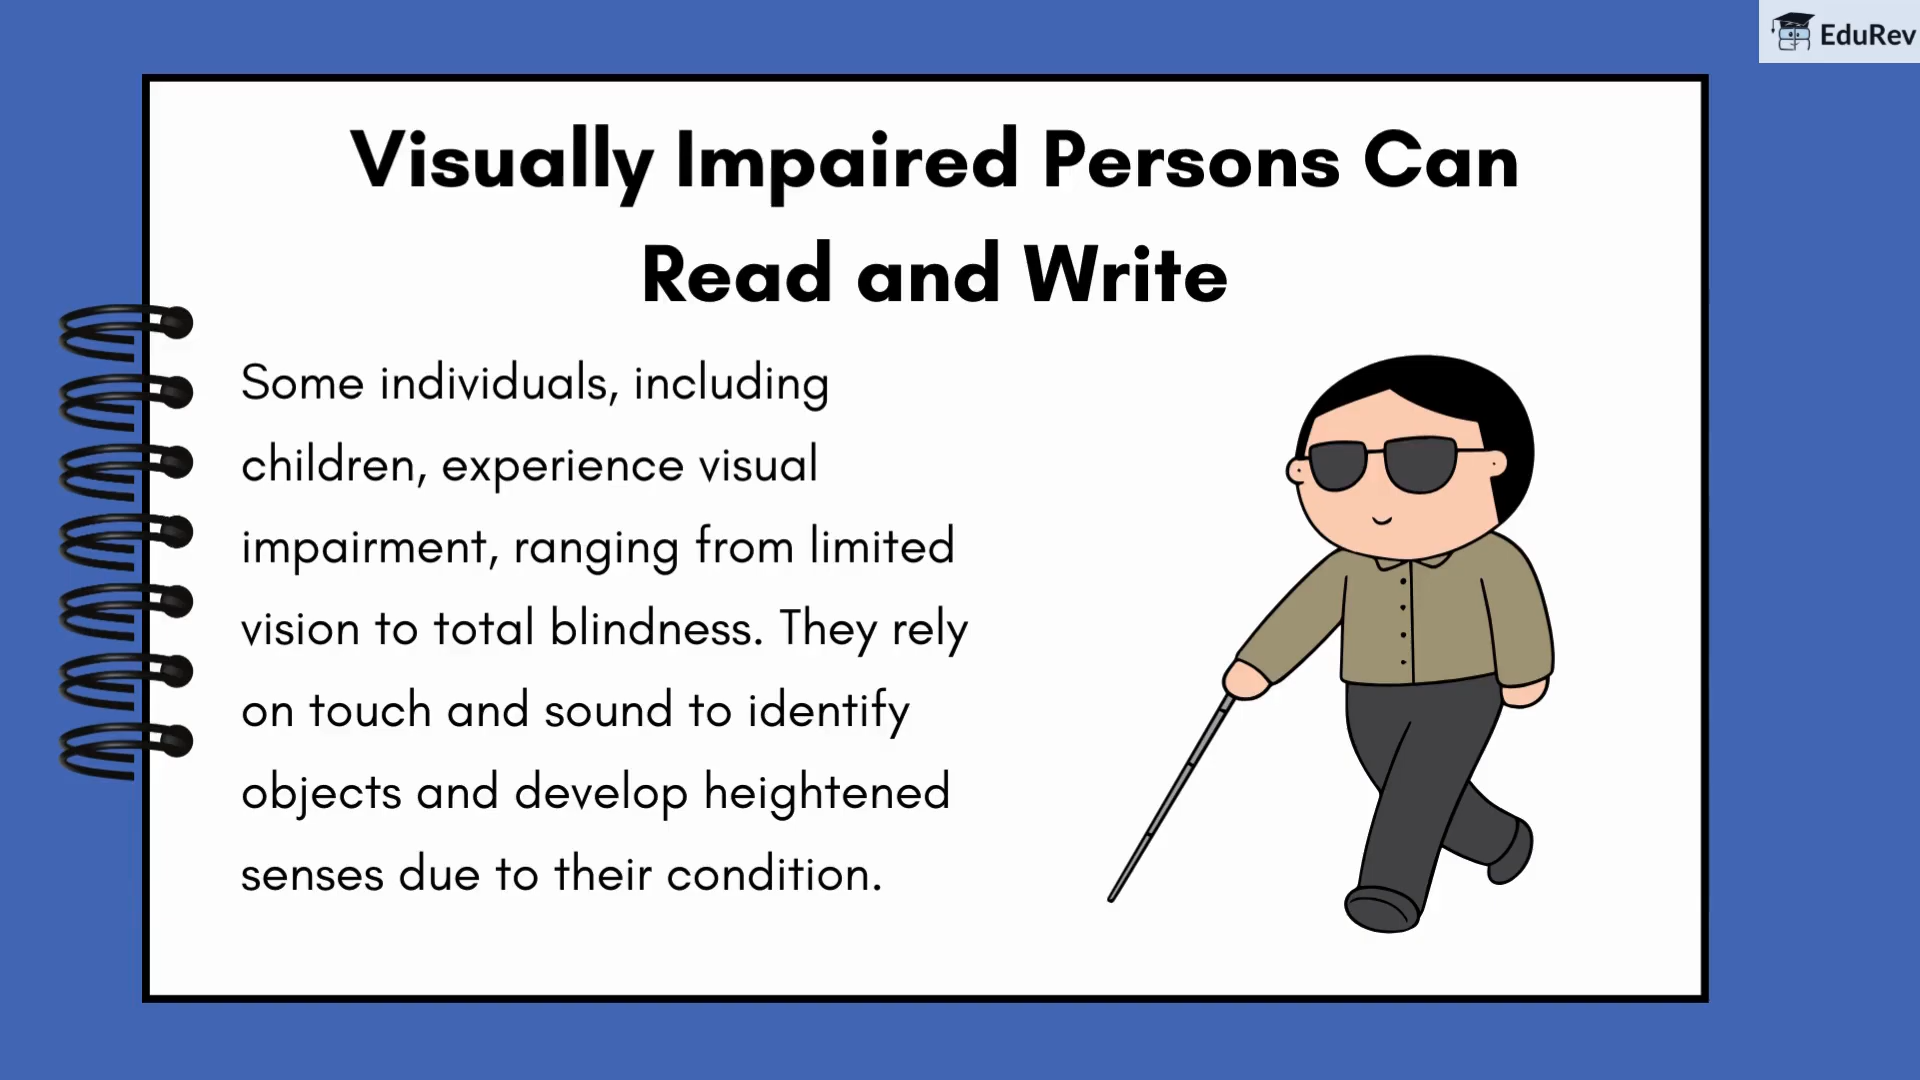 EduRev
Visually Impaired Persons Can
Read and Write
Some individuals, including
children, experience visual
impairment, ranging from limited
vision to total blindness. They rely
on touch and sound to identify
objects and develop heightened
senses due to their condition.